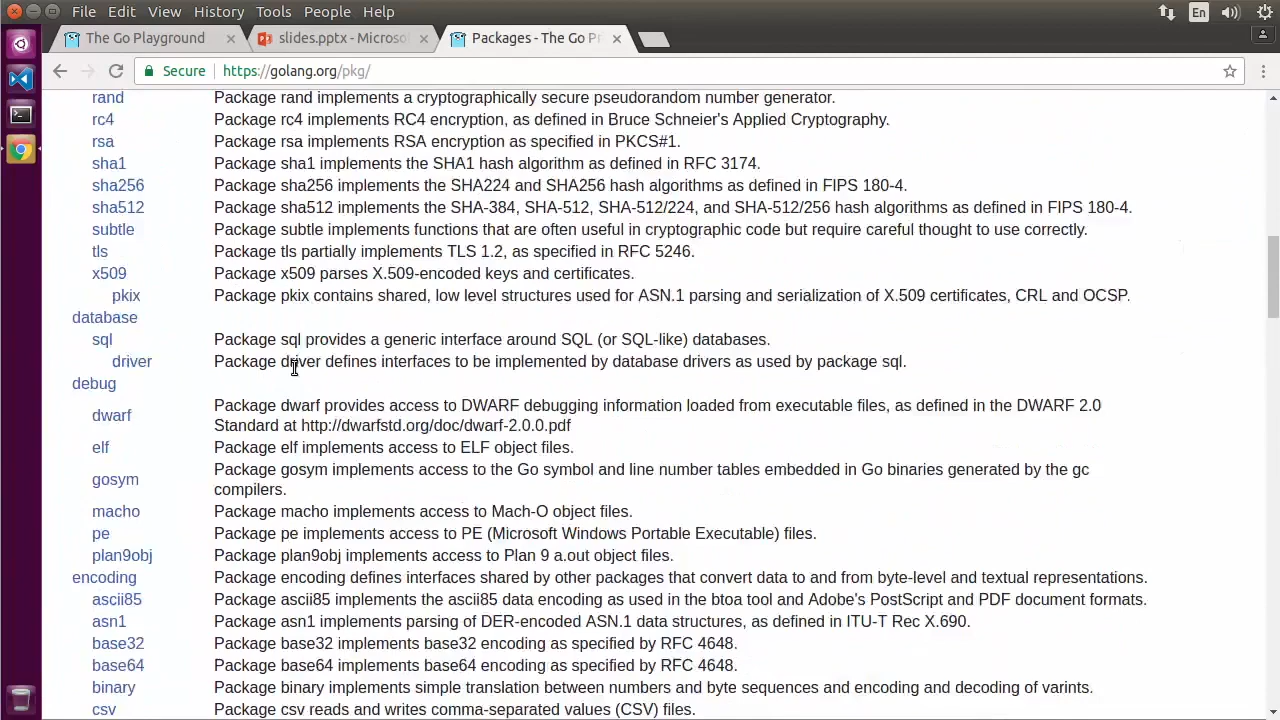 File Edit View History Tools People Help
En
The Go Playground
slides.pptx - Microso
Packages - The Go Pr
Secure https://golang.org/pkg/
rand Package rand implements a cryptographically secure pseudorandom number generator.
rc4 Package rc4 implements RC4 encryption, as defined in Bruce Schneier's Applied Cryptography.
rsa Package rsa implements RSA encryption as specified in PKCS#1.
sha1 Package sha1 implements the SHA1 hash algorithm as defined in RFC 3174.
sha256 Package sha256 implements the SHA224 and SHA256 hash algorithms as defined in FIPS 180-4.
sha512 Package sha512 implements the SHA-384, SHA-512, SHA-512/224, and SHA-512/256 hash algorithms as defined in FIPS 180-4.
subtle Package subtle implements functions that are often useful in cryptographic code but require careful thought to use correctly.
tls Package tls partially implements TLS 1.2, as specified in RFC 5246.
x509 Package x509 parses X.509-encoded keys and certificates.
pkix Package pkix contains shared, low level structures used for ASN.1 parsing and serialization of X.509 certificates, CRL and OCSP.
database
sql Package sql provides a generic interface around SQL (or SQL-like) databases.
driver Package driver defines interfaces to be implemented by database drivers as used by package sql.
debug
dwarf Package dwarf provides access to DWARF debugging information loaded from executable files, as defined in the DWARF 2.0
Standard at http://dwarfstd.org/doc/dwarf-2.0.0.pdf
elf Package elf implements access to ELF object files.
gosym Package gosym implements access to the Go symbol and line number tables embedded in Go binaries generated by the gc
compilers.
macho Package macho implements access to Mach-O object files.
pe Package pe implements access to PE (Microsoft Windows Portable Executable) files.
plan9obj Package plan9obj implements access to Plan 9 a.out object files.
encoding Package encoding defines interfaces shared by other packages that convert data to and from byte-level and textual representations.
ascii85 Package ascii85 implements the ascii85 data encoding as used in the btoa tool and Adobe's PostScript and PDF document formats.
asn1 Package asn1 implements parsing of DER-encoded ASN.1 data structures, as defined in ITU-T Rec X.690.
base32 Package base32 implements base32 encoding as specified by RFC 4648.
base64 Package base64 implements base64 encoding as specified by RFC 4648.
binary Package binary implements simple translation between numbers and byte sequences and encoding and decoding of varints.
csv Package csv reads and writes comma-separated values (CSV) files.